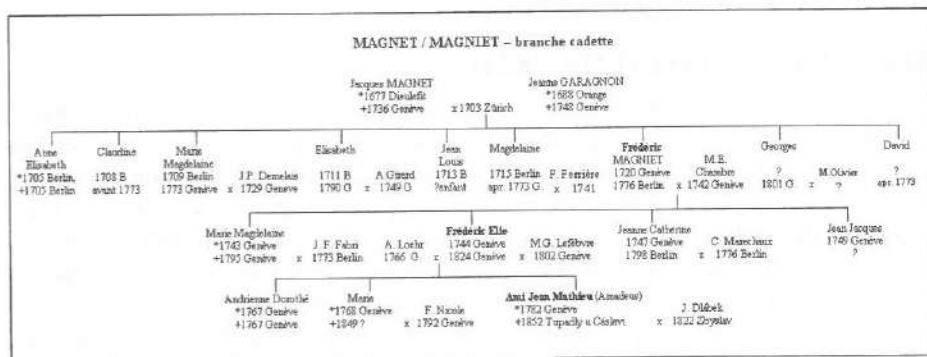 MAGNET / MAGNIET – branche cadette
Jacques MAGNET Jeanne GARAGNON
*1677 Dieulefit *1688 Orange
+1736 Genève x 1703 Zürich +1748 Genève
Anne Claudine Marie Elisabeth Jean Magdelaine Frédéric Georges David
Elisabeth Magdelaine Louis MAGNIET M.E.
*1705 Berlin, 1708 B 1709 Berlin J.P. Demelais 1711 B A. Girard 1713 B 1715 Berlin F. Ferrière 1720 Genève Chambre ? M.Olivier ?
+1705 Berlin avant 1773 1773 Genève x 1729 Genève 1790 G x 1749 G ?enfant apr. 1773 G. x 1741 1776 Berlin x 1742 Genève 1801 G. x ? apr. 1773
Marie Magdelaine Frédéric Elie Jeanne Catherine Jean Jacques
*1743 Genève J. F. Fabri A. Loehr 1744 Genève M.G. Lefèbvre 1747 Genève C. Marechaux 1749 Genève
+1795 Genève x 1775 Berlin 1766 G. x 1824 Genève x 1802 Genève 1798 Berlin x 1776 Berlin ?
Andrienne Dorothé Marie Ami Jean Mathieu (Amadeus)
*1767 Genève *1768 Genève F. Nicole *1782 Genève J. Dlábek
+1767 Genève +1849 ? x 1792 Genève +1852 Tupadly u Cáslavi x 1822 Zbyslav